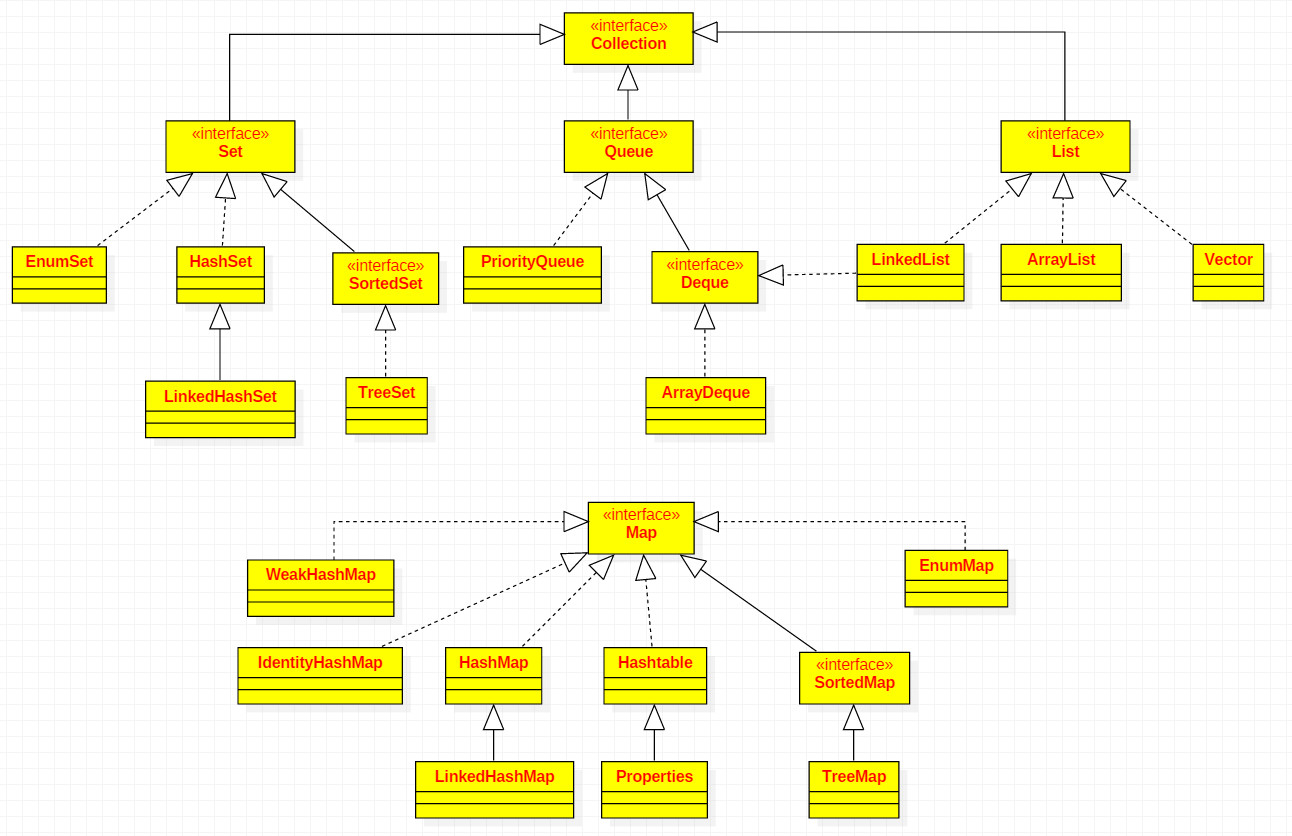 «interface»
Collection
«interface»
Set
«interface»
Queue
«interface»
List
EnumSet
HashSet
«interface»
SortedSet
PriorityQueue
«interface»
Deque
LinkedList
ArrayList
Vector
LinkedHashSet
TreeSet
ArrayDeque
«interface»
Map
WeakHashMap
EnumMap
IdentityHashMap
HashMap
Hashtable
«interface»
SortedMap
LinkedHashMap
Properties
TreeMap